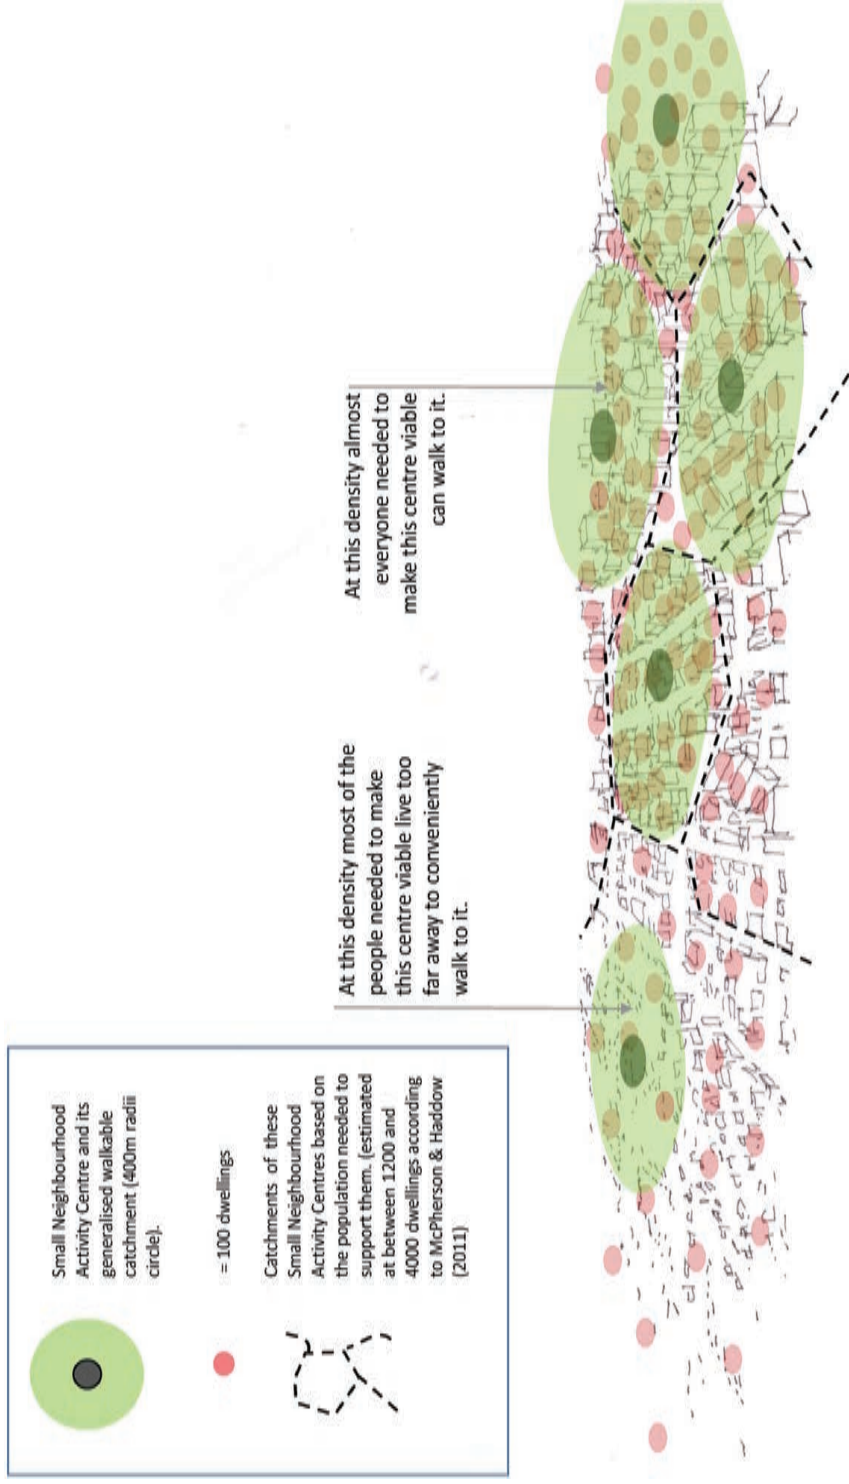 Small Neighbourhood
Activity Centre and its
generalised walkable
catchment (400m radii
circle).
= 100 dwellings
Catchments of these
Small Neighbourhood
Activity Centres based on
the population needed to
support them. (estimated
at between 1200 and
4000 dwellings according
to McPherson & Haddow
(2011)
At this density most of the
people needed to make
this centre viable live too
far away to conveniently
walk to it.
At this density almost
everyone needed to
make this centre viable
can walk to it.